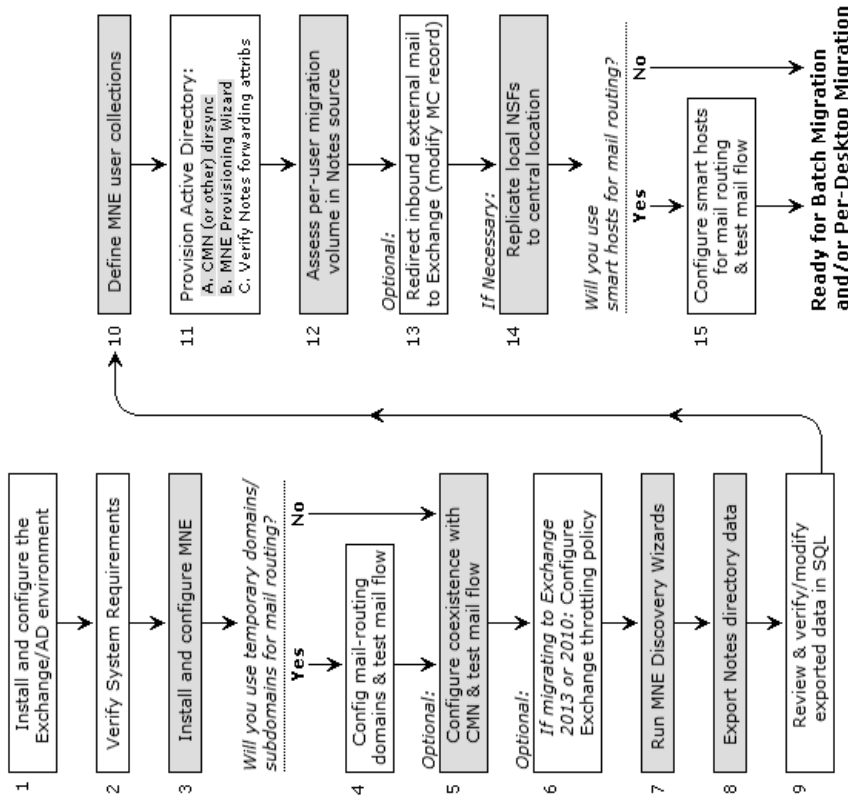 1
Install and configure the
Exchange/AD environment
2
Verify System Requirements
3
Install and configure MNE
Will you use temporary domains/
subdomains for mail routing?
Yes
No
4
Config mail-routing
domains & test mail flow
Optional:
5
Configure coexistence with
CMN & test mail flow
Optional:
6
If migrating to Exchange
2013 or 2010: Configure
Exchange throttling policy
7
Run MNE Discovery Wizards
8
Export Notes directory data
9
Review & verify/modify
exported data in SQL
10
Define MNE user collections
11
Provision Active Directory:
A. CMN (or other) dirsync
B. MNE Provisioning Wizard
C. Verify Notes forwarding attribs
12
Assess per-user migration
volume in Notes source
Optional:
13
Redirect inbound external mail
to Exchange (modify MC record)
If Necessary:
14
Replicate local NSFs
to central location
Will you use
smart hosts for mail routing?
Yes
No
15
Configure smart hosts
for mail routing
& test mail flow
Ready for Batch Migration
and/or Per-Desktop Migration